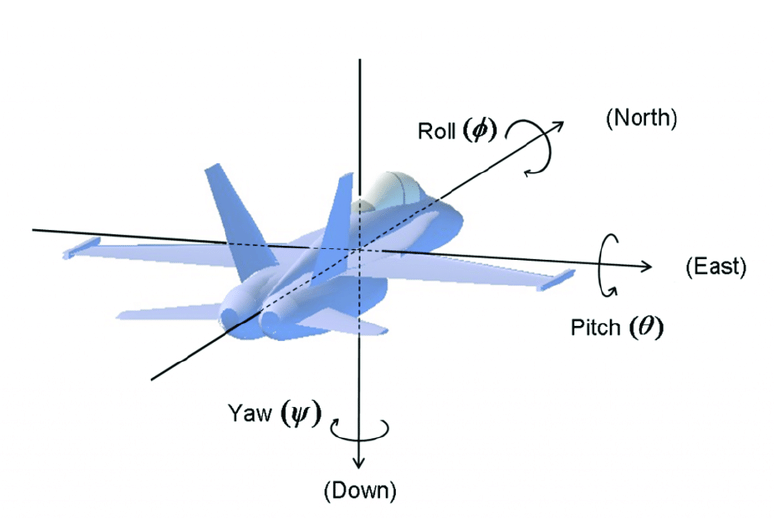 Roll (ϕ)
(North)
(East)
Pitch (θ)
Yaw (ψ)
(Down)